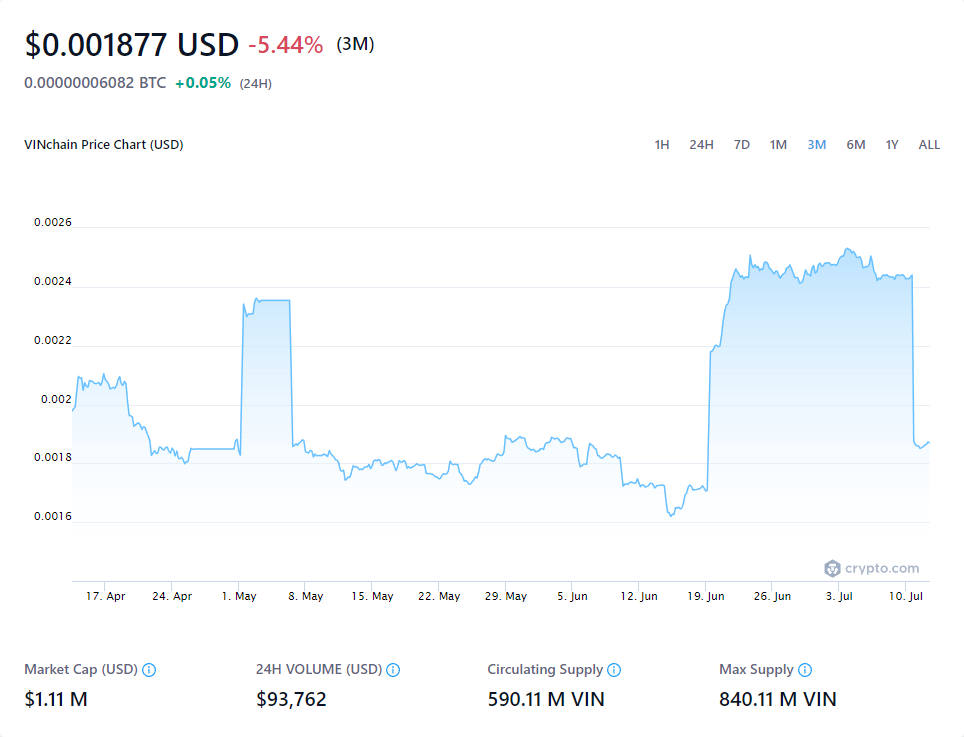 $0.001877 USD -5.44% (3M)
0.00000006082 BTC +0.05% (24H)
VINchain Price Chart (USD) 1H 24H 7D 1M 3M 6M 1Y ALL
0.0026
0.0024
0.0022
0.002
0.0018
0.0016
crypto.com
17. Apr 24. Apr 1. May 8. May 15. May 22. May 29. May 5. Jun 12. Jun 19. Jun 26. Jun 3. Jul 10. Jul
Market Cap (USD) 24H VOLUME (USD) Circulating Supply Max Supply
$1.11 M $93,762 590.11 M VIN 840.11 M VIN